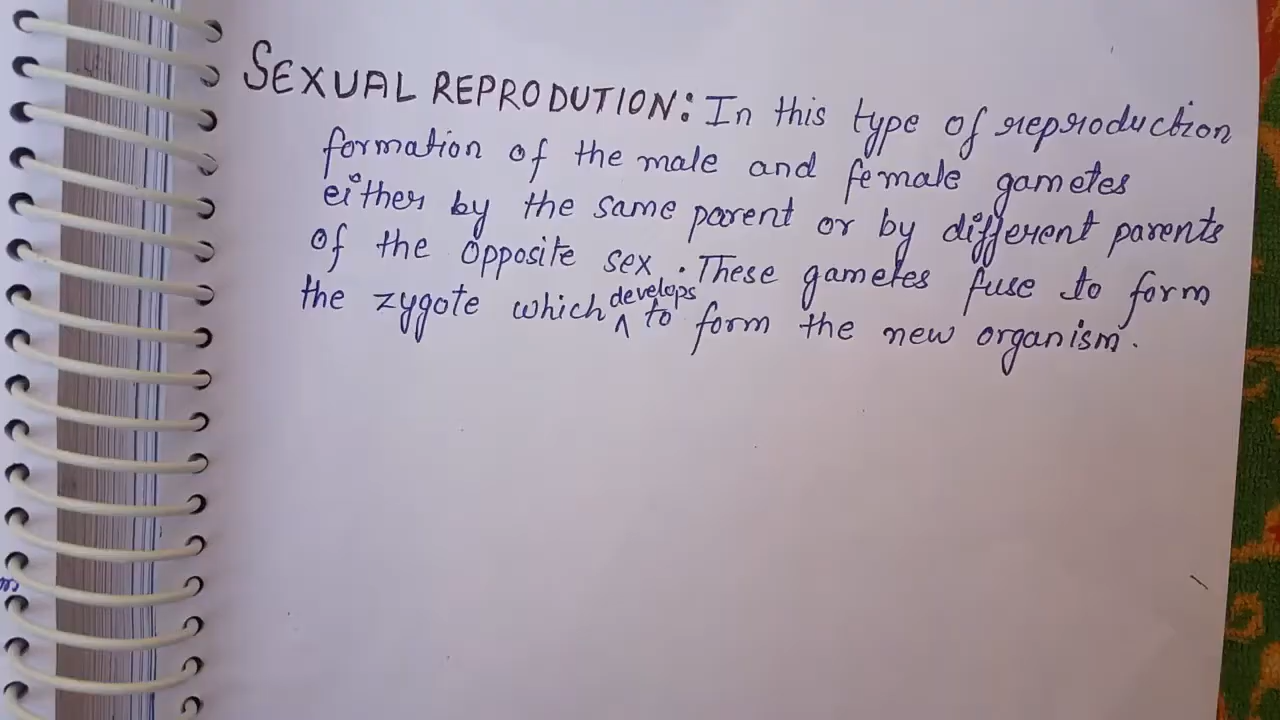 SEXUAL REPRODUTION: In this type of reproduction
formation of the male and female gametes
either by the same parent or by different parents
of the opposite sex. These gametes fuse to form
the zygote which develops to form the new organism.